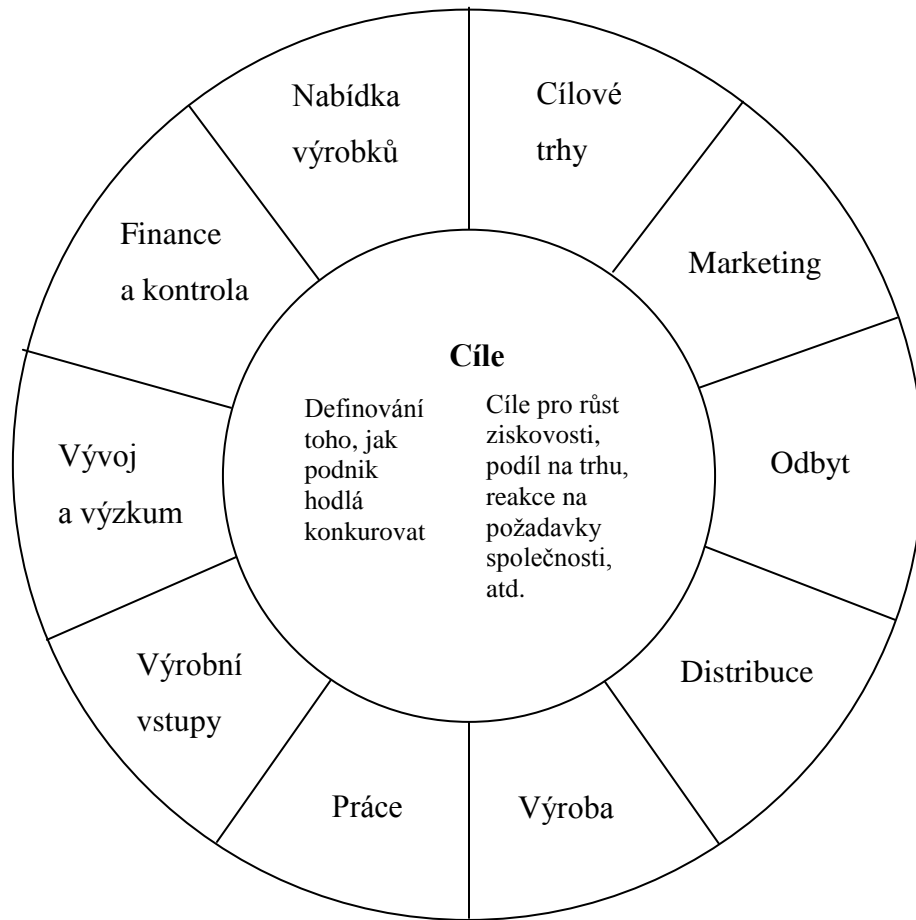 Nabídka
výrobků
Cílové
trhy
Marketing
Odbyt
Distribuce
Výroba
Práce
Výrobní
vstupy
Vývoj
a výzkum
Finance
a kontrola
Cíle
Definování
toho, jak
podnik
hodlá
konkurovat
Cíle pro růst
ziskovosti,
podíl na trhu,
reakce na
požadavky
společnosti,
atd.